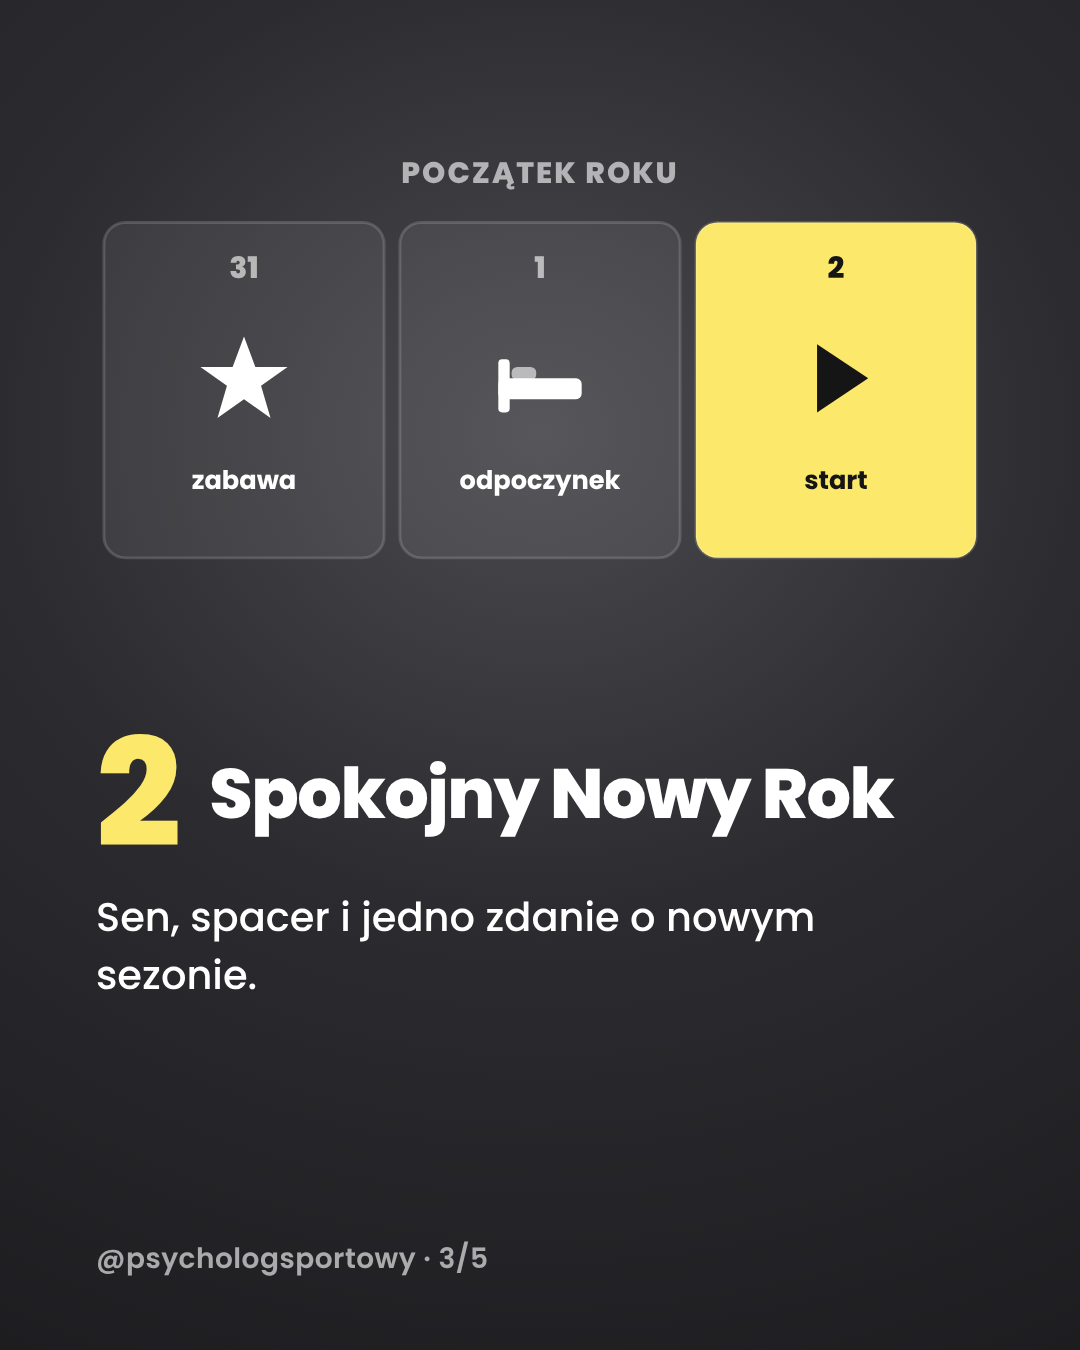 POCZĄTEK ROKU
31
1
2
zabawa
odpoczynek
start
2 Spokojny Nowy Rok
Sen, spacer i jedno zdanie o nowym
sezonie.
@psychologsportowy · 3/5